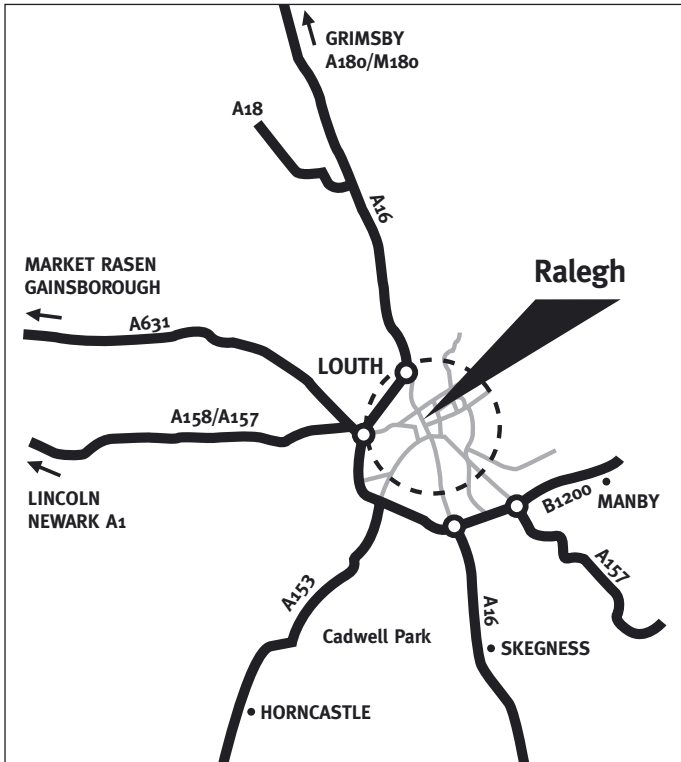 GRIMSBY
A180/M180
A18
A16
MARKET RASEN
GAINSBOROUGH
Ralegh
A631
LOUTH
A158/A157
LINCOLN
NEWARK A1
B1200
MANBY
A157
A153
A16
Cadwell Park
SKEGNESS
HORNCASTLE